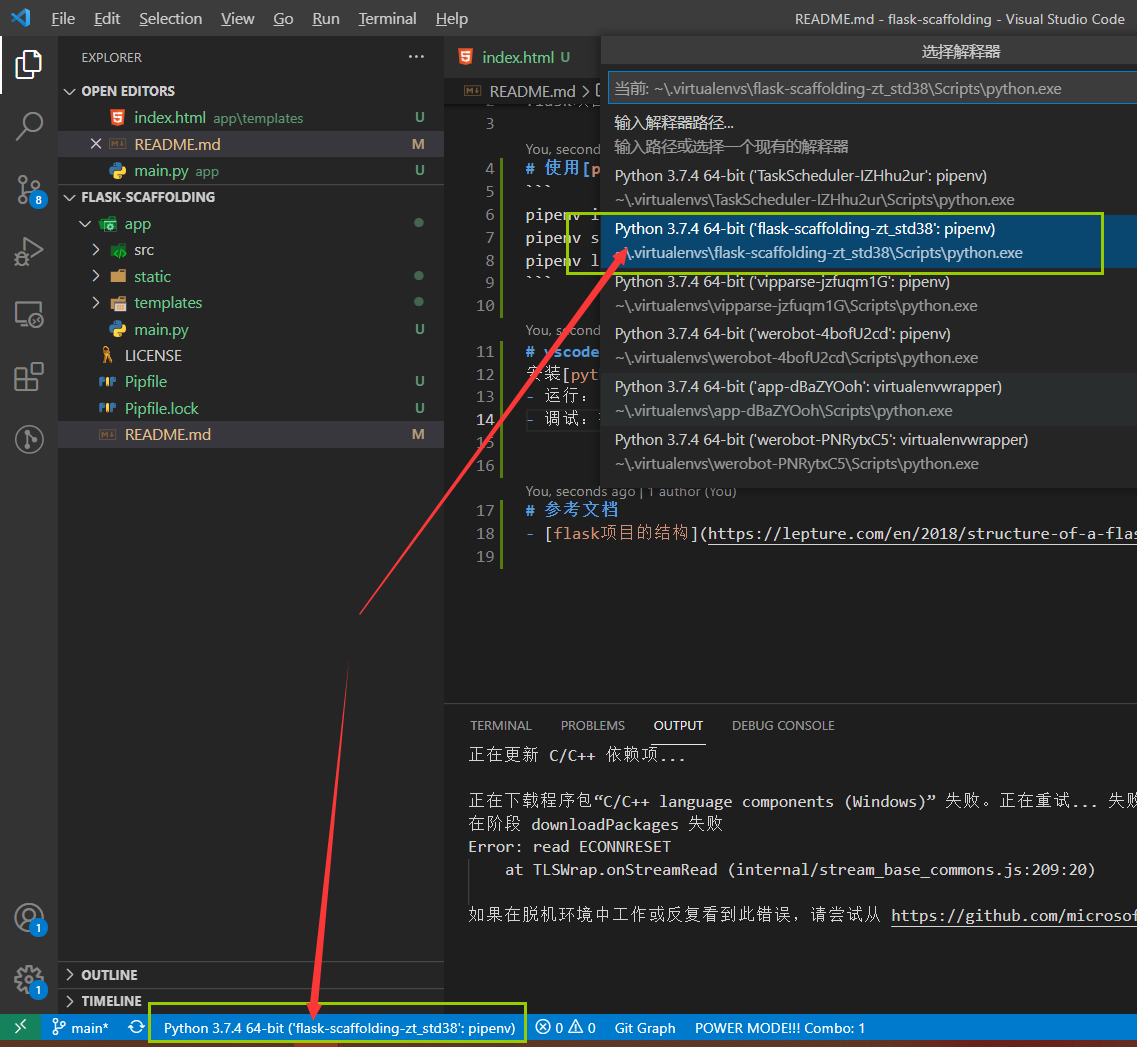 File Edit Selection View Go Run Terminal Help
README.md - flask-scaffolding - Visual Studio Code
EXPLORER
OPEN EDITORS
index.html app\templates U
README.md M
main.py app U
FLASK-SCAFFOLDING
app
src
static
templates
main.py U
LICENSE
Pipfile U
Pipfile.lock U
README.md M
OUTLINE
TIMELINE
8
1
1
index.html U
README.md >
选择解释器
当前: ~\.virtualenvs\flask-scaffolding-zt_std38\Scripts\python.exe
输入解释器路径...
输入路径或选择一个现有的解释器
Python 3.7.4 64-bit ('TaskScheduler-IZHhu2ur': pipenv)
~\.virtualenvs\TaskScheduler-IZHhu2ur\Scripts\python.exe
Python 3.7.4 64-bit ('flask-scaffolding-zt_std38': pipenv)
~\.virtualenvs\flask-scaffolding-zt_std38\Scripts\python.exe
Python 3.7.4 64-bit ('vipparse-jzfuqm1G': pipenv)
~\.virtualenvs\vipparse-jzfuqm1G\Scripts\python.exe
Python 3.7.4 64-bit ('werobot-4bofU2cd': pipenv)
~\.virtualenvs\werobot-4bofU2cd\Scripts\python.exe
Python 3.7.4 64-bit ('app-dBaZYOoh': virtualenvwrapper)
~\.virtualenvs\app-dBaZYOoh\Scripts\python.exe
Python 3.7.4 64-bit ('werobot-PNRytxC5': virtualenvwrapper)
~\.virtualenvs\werobot-PNRytxC5\Scripts\python.exe
3
You, second
4 # 使用[p
5 ```
6 pipenv i
7 pipenv s
8 pipenv l
9 ```
10
You, second
11 # vscode
12 安装[pyt
13 - 运行:
14 - 调试:
15
16
You, seconds ago | 1 author (You)
17 # 参考文档
18 - [flask项目的结构](https://lepture.com/en/2018/structure-of-a-flas
19
TERMINAL PROBLEMS OUTPUT DEBUG CONSOLE
正在更新 C/C++ 依赖项...
正在下载程序包“C/C++ language components (Windows)” 失败。正在重试... 失败
在阶段 downloadPackages 失败
Error: read ECONNRESET
at TLSWrap.onStreamRead (internal/stream_base_commons.js:209:20)
如果在脱机环境中工作或反复看到此错误，请尝试从 https://github.com/microsof
main* Python 3.7.4 64-bit ('flask-scaffolding-zt_std38': pipenv) 0 0 Git Graph POWER MODE!!! Combo: 1